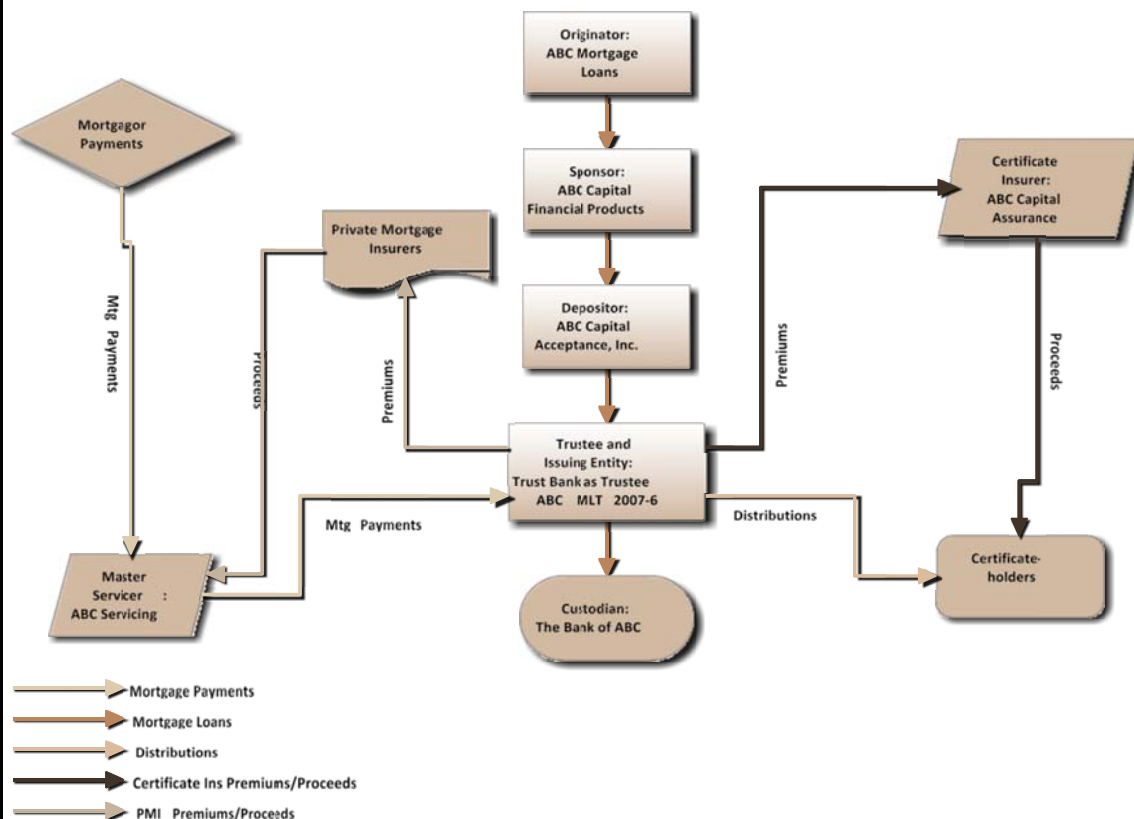 Originator:
ABC Mortgage
Loans
Mortgagor
Payments
Sponsor:
ABC Capital
Financial Products
Certificate
Insurer:
ABC Capital
Assurance
Private Mortgage
Insurers
Depositor:
ABC Capital
Acceptance, Inc.
Mtg Payments
Proceeds
Premiums
Premiums
Proceeds
Trustee and
Issuing Entity:
Trust Bank as Trustee
ABC MLT 2007-6
Mtg Payments
Distributions
Master
Servicer :
ABC Servicing
Custodian:
The Bank of ABC
Certificate-
holders
Mortgage Payments
Mortgage Loans
Distributions
Certificate Ins Premiums/Proceeds
PMI Premiums/Proceeds